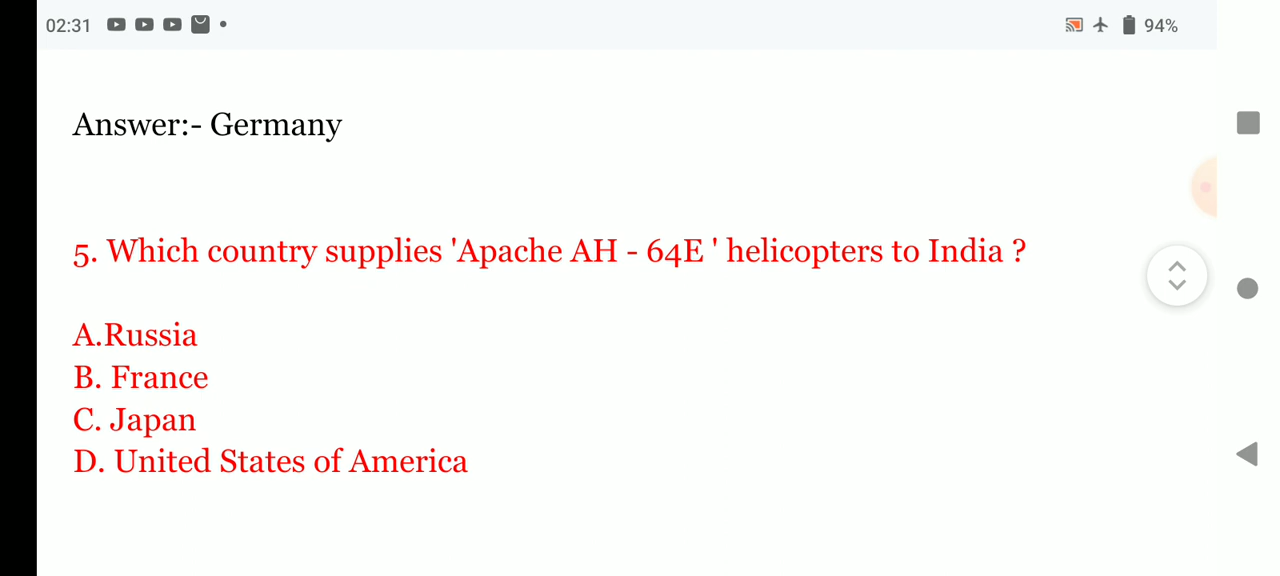 02:31 94%
Answer:- Germany
5. Which country supplies 'Apache AH - 64E ' helicopters to India ?
A.Russia
B. France
C. Japan
D. United States of America